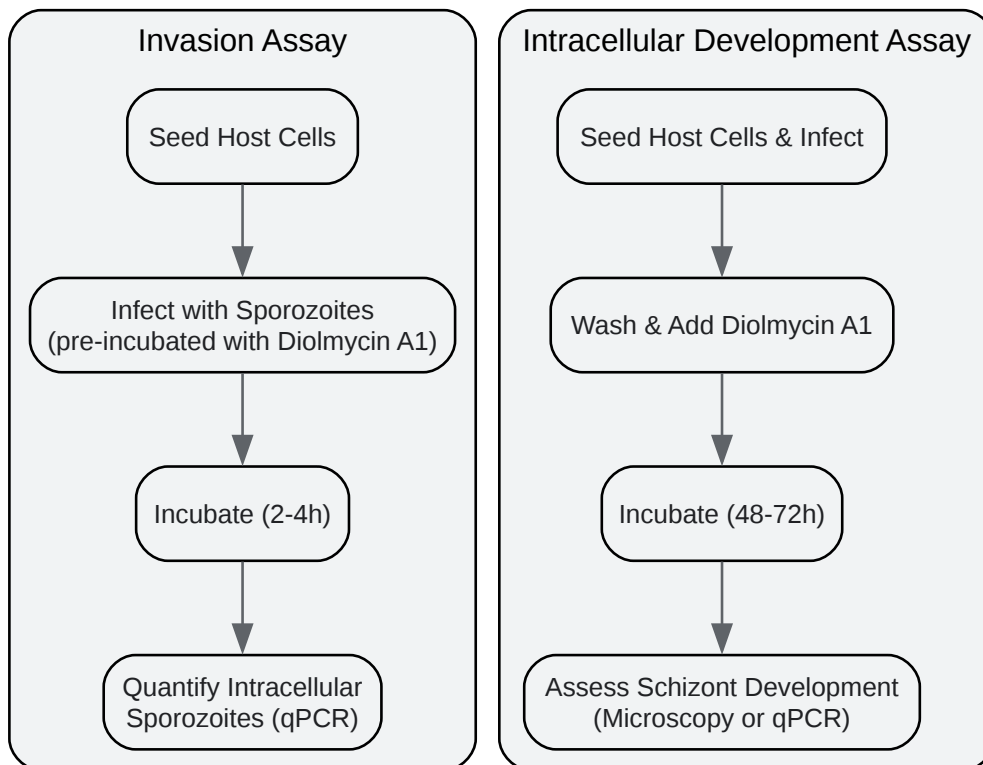 Invasion Assay
Seed Host Cells
Infect with Sporozoites
(pre-incubated with Diolmycin A1)
Incubate (2-4h)
Quantify Intracellular
Sporozoites (qPCR)
Intracellular Development Assay
Seed Host Cells & Infect
Wash & Add Diolmycin A1
Incubate (48-72h)
Assess Schizont Development
(Microscopy or qPCR)